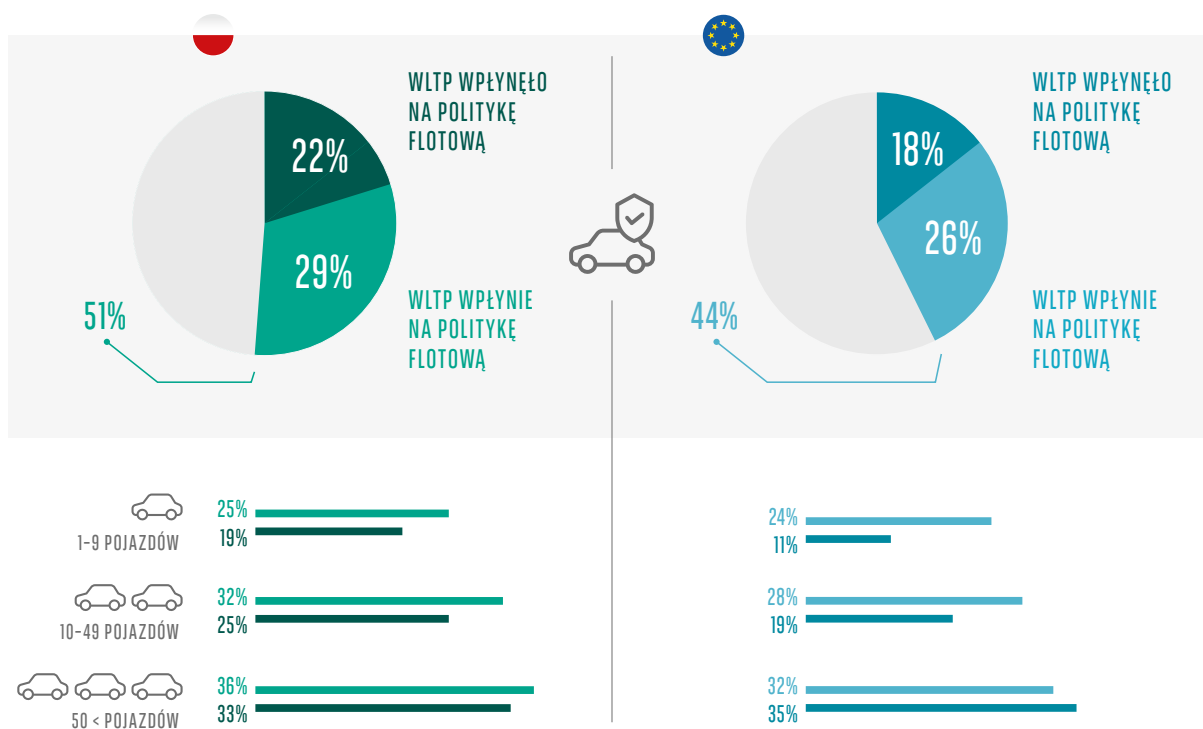 WLTP WPŁYNĘŁO
NA POLITYKĘ
FLOTOWĄ
22%
29%
51%
WLTP WPŁYNIE
NA POLITYKĘ
FLOTOWĄ
WLTP WPŁYNĘŁO
NA POLITYKĘ
FLOTOWĄ
18%
26%
44%
WLTP WPŁYNIE
NA POLITYKĘ
FLOTOWĄ
1-9 POJAZDÓW
25%
19%
24%
11%
10-49 POJAZDÓW
32%
25%
28%
19%
50 < POJAZDÓW
36%
33%
32%
35%